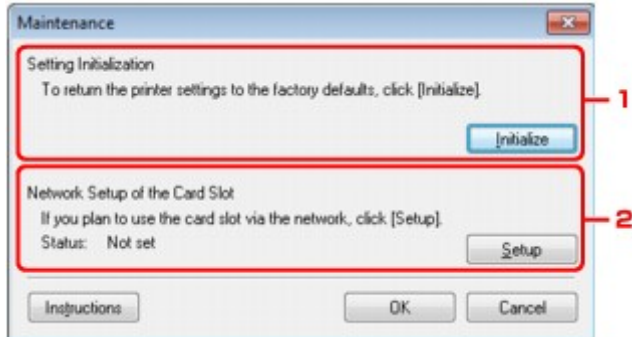 Maintenance
Setting Initialization
To return the printer settings to the factory defaults, click [Initialize].
1
Initialize
Network Setup of the Card Slot
If you plan to use the card slot via the network, click [Setup].
2
Status: Not set
Setup
Instructions OK Cancel